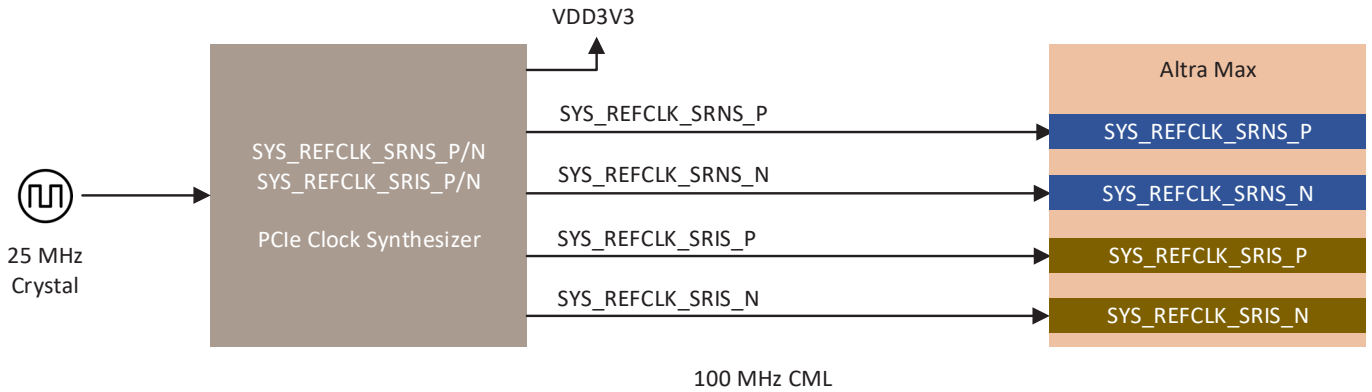 VDD3V3
Altra Max
SYS_REFCLK_SRNS_P
SYS_REFCLK_SRNS_P
SYS_REFCLK_SRNS_P/N
SYS_REFCLK_SRIS_P/N
SYS_REFCLK_SRNS_N
SYS_REFCLK_SRNS_N
PCIe Clock Synthesizer
SYS_REFCLK_SRIS_P
SYS_REFCLK_SRIS_P
25 MHz
Crystal
SYS_REFCLK_SRIS_N
SYS_REFCLK_SRIS_N
100 MHz CML